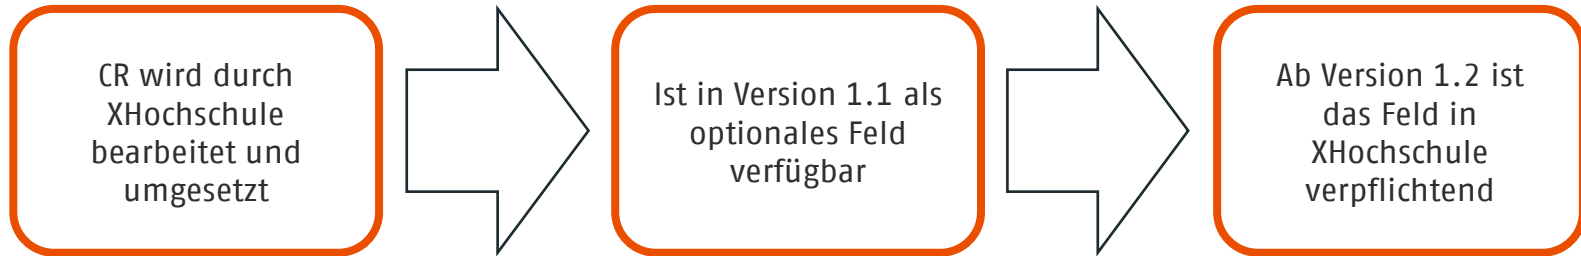 CR wird durch
XHochschule
bearbeitet und
umgesetzt
Ist in Version 1.1 als
optionales Feld
verfügbar
Ab Version 1.2 ist
das Feld in
XHochschule
verpflichtend